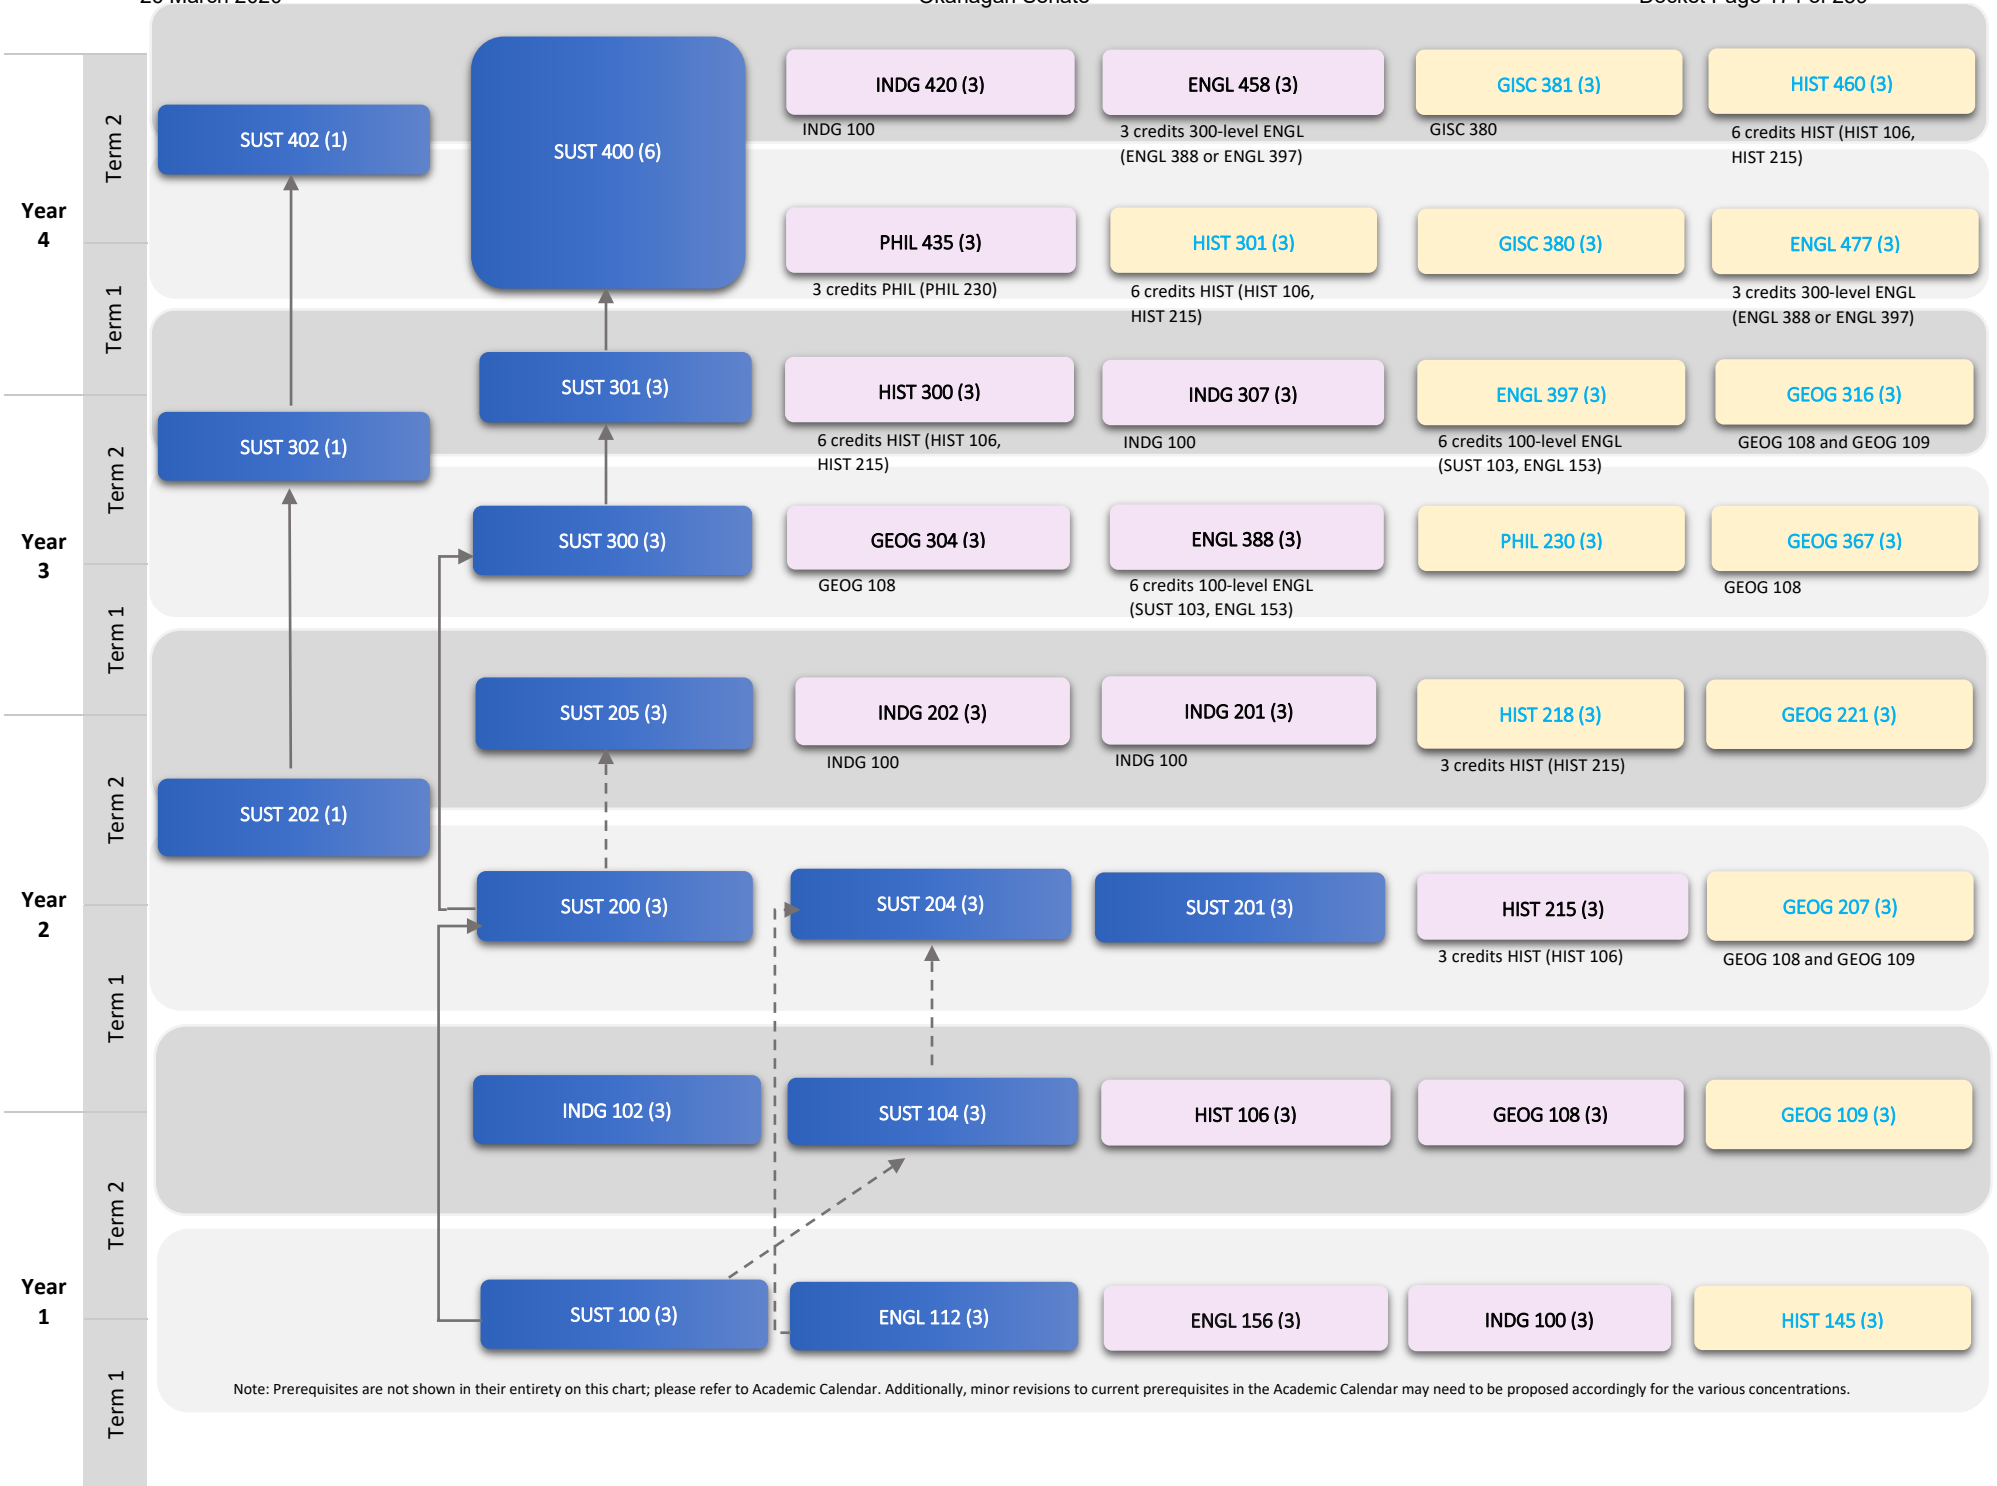 Okanagan Senate
INDG 420 (3)
ENGL 458 (3)
GISC 381 (3)
HIST 460 (3)
SUST 402 (1)
SUST 400 (6)
INDG 100
3 credits 300-level ENGL
(ENGL 388 or ENGL 397)
GISC 380
6 credits HIST (HIST 106,
HIST 215)
Term 2
Year
4
PHIL 435 (3)
HIST 301 (3)
GISC 380 (3)
ENGL 477 (3)
3 credits PHIL (PHIL 230)
6 credits HIST (HIST 106,
HIST 215)
3 credits 300-level ENGL
(ENGL 388 or ENGL 397)
Term 1
SUST 301 (3)
HIST 300 (3)
INDG 307 (3)
ENGL 397 (3)
GEOG 316 (3)
SUST 302 (1)
6 credits HIST (HIST 106,
HIST 215)
INDG 100
6 credits 100-level ENGL
(SUST 103, ENGL 153)
GEOG 108 and GEOG 109
Term 2
Year
3
SUST 300 (3)
GEOG 304 (3)
ENGL 388 (3)
PHIL 230 (3)
GEOG 367 (3)
GEOG 108
6 credits 100-level ENGL
(SUST 103, ENGL 153)
GEOG 108
Term 1
SUST 205 (3)
INDG 202 (3)
INDG 201 (3)
HIST 218 (3)
GEOG 221 (3)
INDG 100
INDG 100
3 credits HIST (HIST 215)
SUST 202 (1)
Term 2
Year
2
SUST 200 (3)
SUST 204 (3)
SUST 201 (3)
HIST 215 (3)
GEOG 207 (3)
3 credits HIST (HIST 106)
GEOG 108 and GEOG 109
Term 1
INDG 102 (3)
SUST 104 (3)
HIST 106 (3)
GEOG 108 (3)
GEOG 109 (3)
Term 2
Year
1
SUST 100 (3)
ENGL 112 (3)
ENGL 156 (3)
INDG 100 (3)
HIST 145 (3)
Term 1
Note: Prerequisites are not shown in their entirety on this chart; please refer to Academic Calendar. Additionally, minor revisions to current prerequisites in the Academic Calendar may need to be proposed accordingly for the various concentrations.